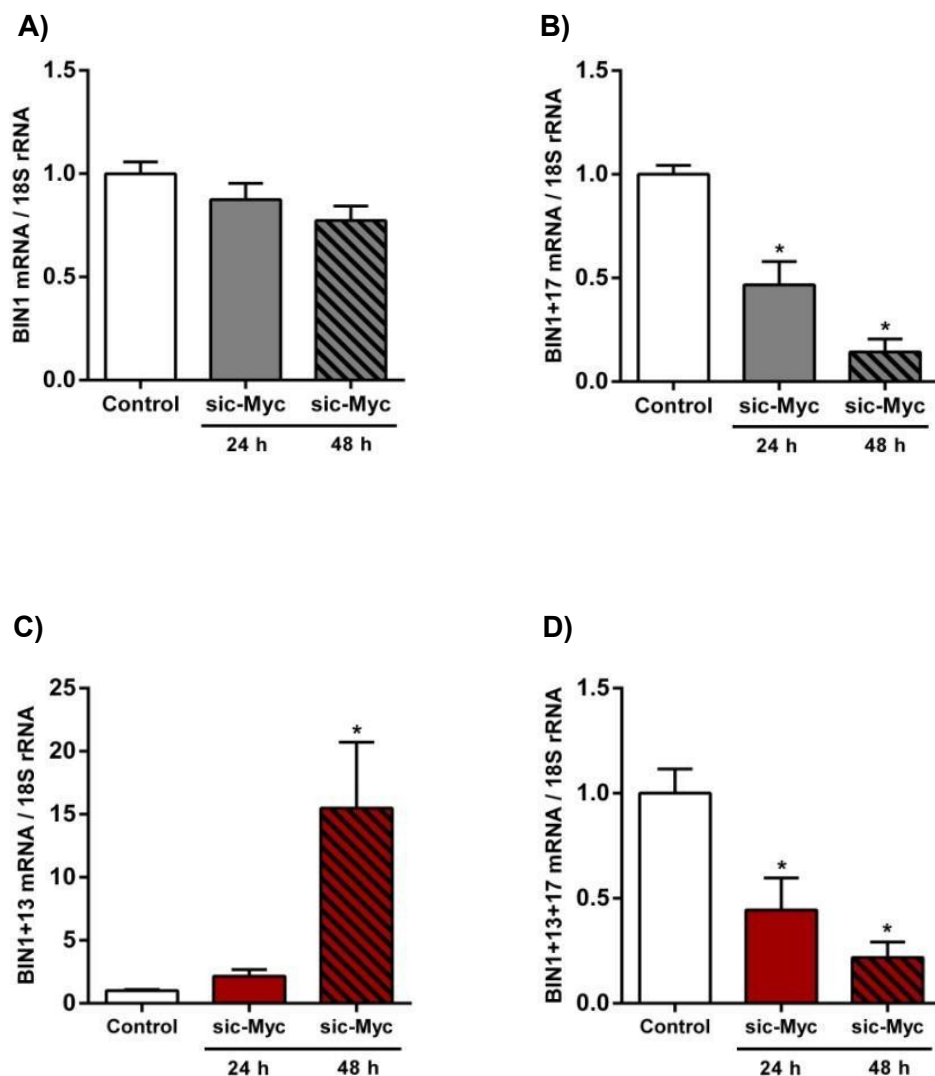 A)
BIN1 mRNA / 18S rRNA
1.5
1.0
0.5
0.0
Control sic-Myc sic-Myc
24 h 48 h
B)
BIN1+17 mRNA / 18S rRNA
1.5
1.0
0.5
0.0
*
*
Control sic-Myc sic-Myc
24 h 48 h
C)
BIN1+13 mRNA / 18S rRNA
25
20
15
10
5
0
*
Control sic-Myc sic-Myc
24 h 48 h
D)
BIN1+13+17 mRNA / 18S rRNA
1.5
1.0
0.5
0.0
*
*
Control sic-Myc sic-Myc
24 h 48 h